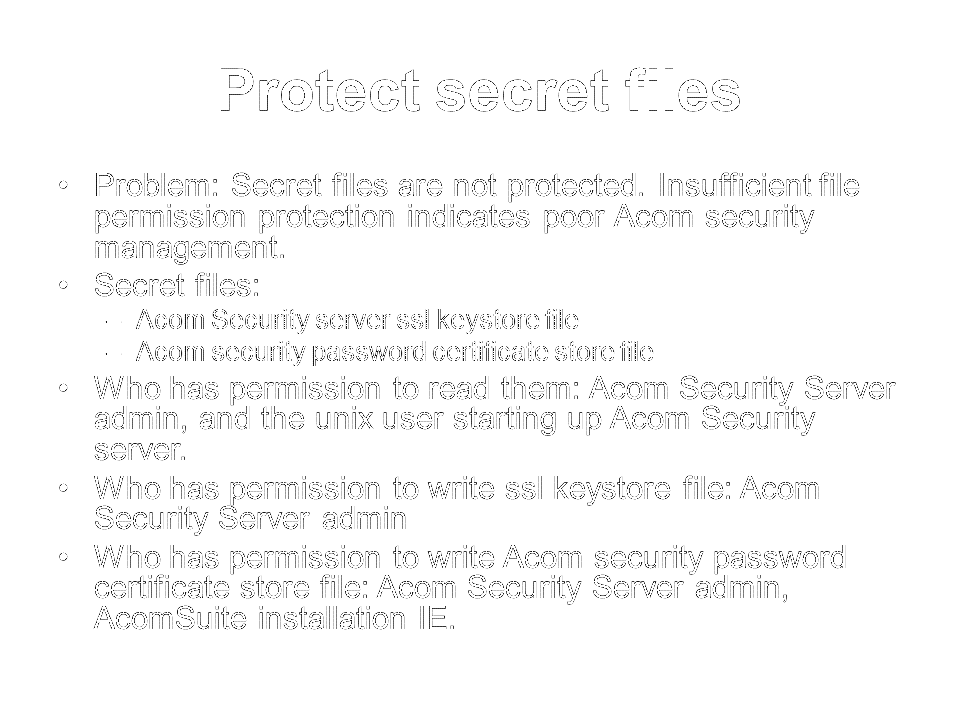 Protect secret files
• Problem: Secret files are not protected. Insufficient file
permission protection indicates poor Acom security
management.
• Secret files:
– Acom Security server ssl keystore file
– Acom security password certificate store file
• Who has permission to read them: Acom Security Server
admin, and the unix user starting up Acom Security
server.
• Who has permission to write ssl keystore file: Acom
Security Server admin
• Who has permission to write Acom security password
certificate store file: Acom Security Server admin,
AcomSuite installation IE.